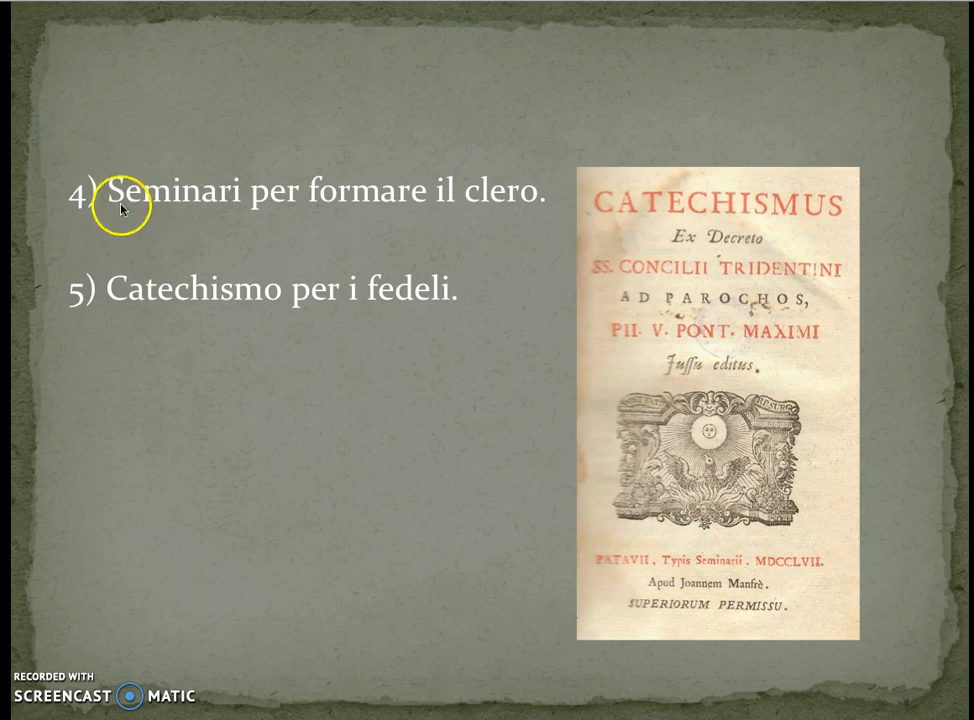 4) Seminari per formare il clero.
5) Catechismo per i fedeli.
CATECHISMUS
Ex Decreto
SS. CONCILII TRIDENTINI
AD PAROCHOS,
PII. V. PONT. MAXIMI
Jussu editus.
RESURGO
PATAVII, Typis Seminarii. MDCCLVII.
Apud Joannem Manfrè.
SUPERIORUM PERMISSU.
RECORDED WITH
SCREENCAST MATIC